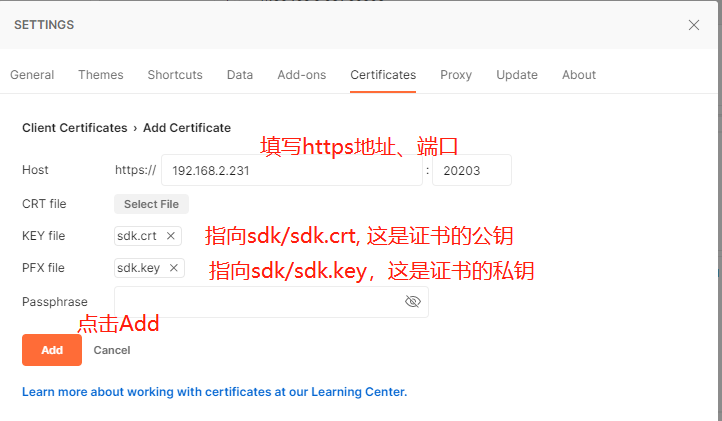 SETTINGS
General Themes Shortcuts Data Add-ons Certificates Proxy Update About
Client Certificates › Add Certificate
填写https地址、端口
Host https:// 192.168.2.231 : 20203
CRT file Select File
KEY file sdk.crt × 指向sdk/sdk.crt, 这是证书的公钥
PFX file sdk.key × 指向sdk/sdk.key，这是证书的私钥
Passphrase
点击Add
Add Cancel
Learn more about working with certificates at our Learning Center.